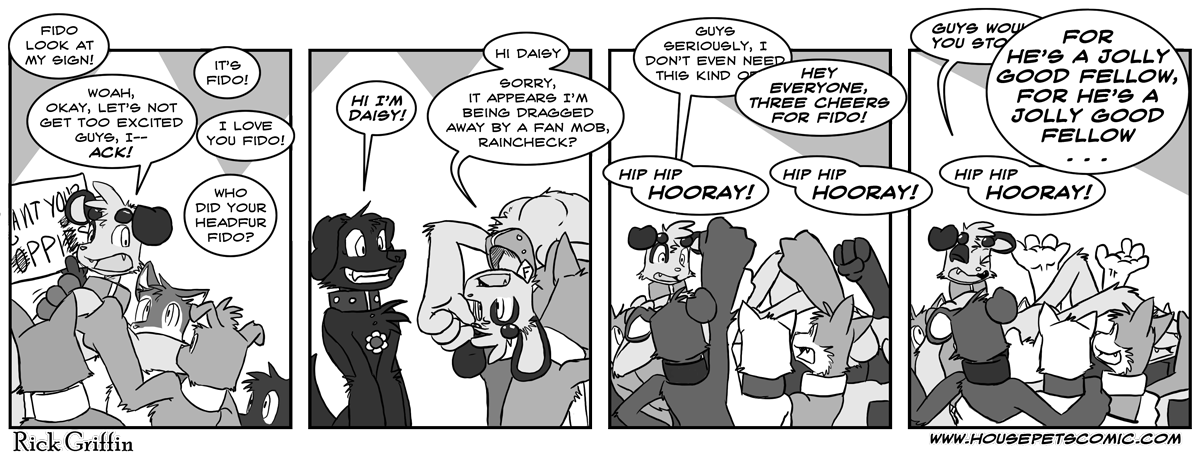 FIDO
LOOK AT
MY SIGN!
IT'S
FIDO!
WOAH,
OKAY, LET'S NOT
GET TOO EXCITED
GUYS, I--
ACK!
I LOVE
YOU FIDO!
WHO
DID YOUR
HEADFUR
FIDO?
HI I'M
DAISY!
HI DAISY
SORRY,
IT APPEARS I'M
BEING DRAGGED
AWAY BY A FAN MOB,
RAINCHECK?
F
GUYS
SERIOUSLY, I
DON'T EVEN NEED
THIS KIND
HEY
EVERYONE,
THREE CHEERS
FOR FIDO!
HIP HIP
HOORAY!
HIP HIP
HOORAY!
GUYS
YOU
FOR
HE'S A JOLLY
GOOD FELLOW,
FOR HE'S A
JOLLY GOOD
FELLOW
. . .
HIP HIP
HOORAY!
Rick Griffin
WWW.HOUSEPETSCOMIC.COM